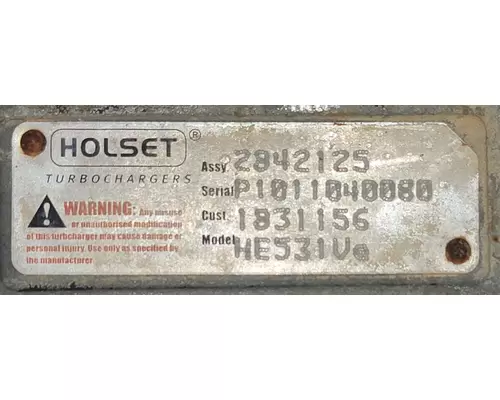 HOLSET®
TURBOCHARGERS
WARNING: Any misuse
or unauthorised modification
of this turbcharger may cause damage or
personal injury. Use only as specified by
the manufacturer.
Assy 2842125
Serial P1011040080
Cust. 1831156
Model HE531Ve